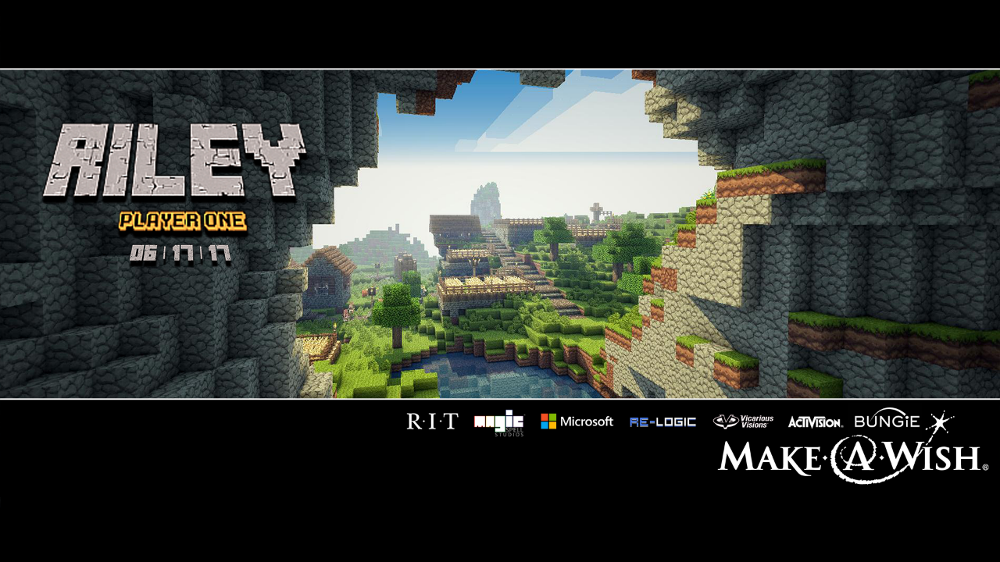 RILEY
PLAYER ONE
06 | 17 | 17
R·I·T
magic SPELL STUDIOS
Microsoft
RE-LOGIC
Vicarious Visions
ACTIVISION®
BUNGiE
MAKE·A·WISH®